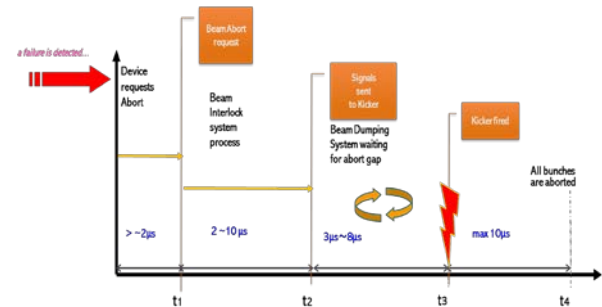 a failure is detected...
Device
requests
Abort
Beam Abort
request
Beam
Interlock
system
process
Signals
sent
to Kicker
Beam Dumping
System waiting
for abort gap
Kicker fired
All bunches
are aborted
> ~2µs
2 ~10µs
3µs~8µs
max 10µs
t1
t2
t3
t4